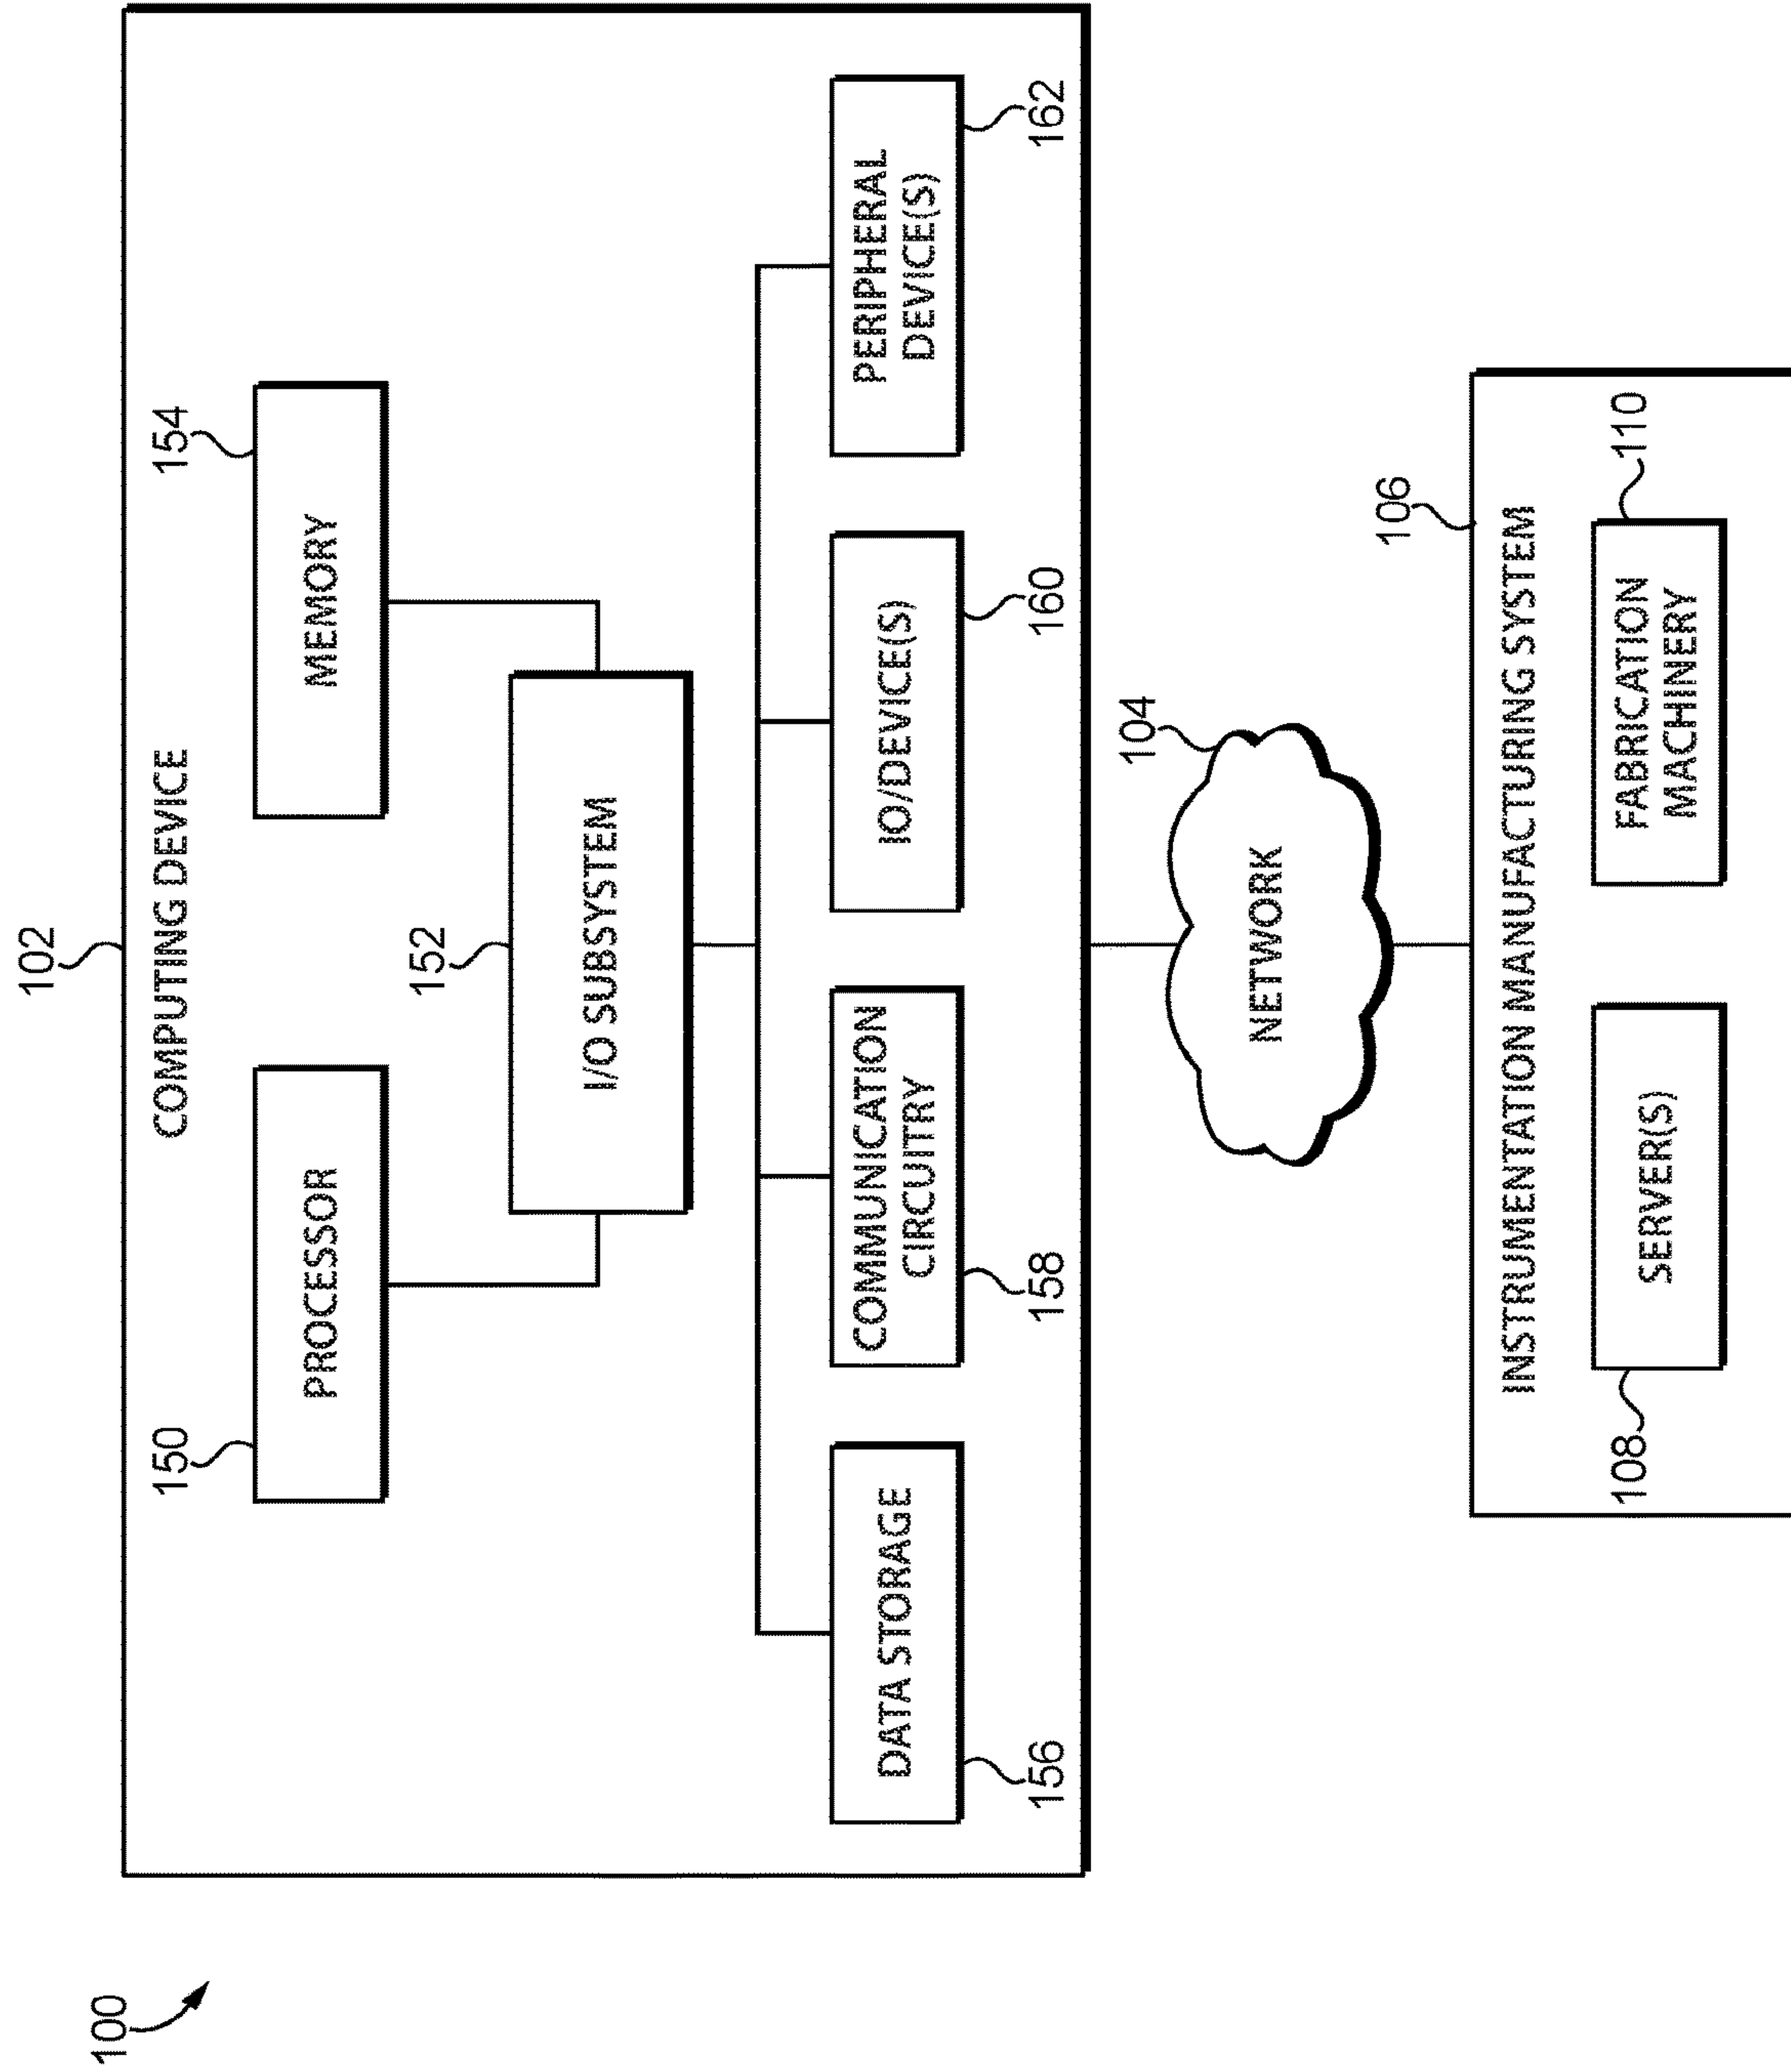 100
102
COMPUTING DEVICE
150
154
PROCESSOR
MEMORY
152
I/O SUBSYSTEM
DATA STORAGE
COMMUNICATION
CIRCUITRY
IO/DEVICE(S)
PERIPHERAL
DEVICE(S)
156
158
160
162
104
NETWORK
106
INSTRUMENTATION MANUFACTURING SYSTEM
108
SERVER(S)
FABRICATION
MACHINERY
110